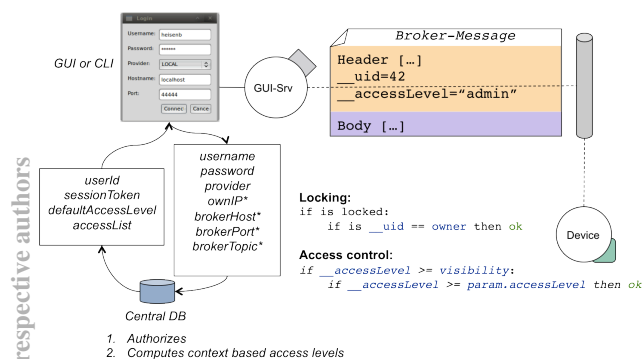 Login
Username: heisenb
Password: ******
Provider: LOCAL
Hostname: localhost
Port: 44444
Connec Cance
GUI or CLI
GUI-Srv
Broker-Message
Header […]
__uid=42
__accessLevel=“admin”
Body […]
userId
sessionToken
defaultAccessLevel
accessList
username
password
provider
ownIP*
brokerHost*
brokerPort*
brokerTopic*
Locking:
if is locked:
if is __uid == owner then ok
Access control:
if __accessLevel >= visibility:
if __accessLevel >= param.accessLevel then ok
Device
Central DB
1. Authorizes
2. Computes context based access levels
respective authors